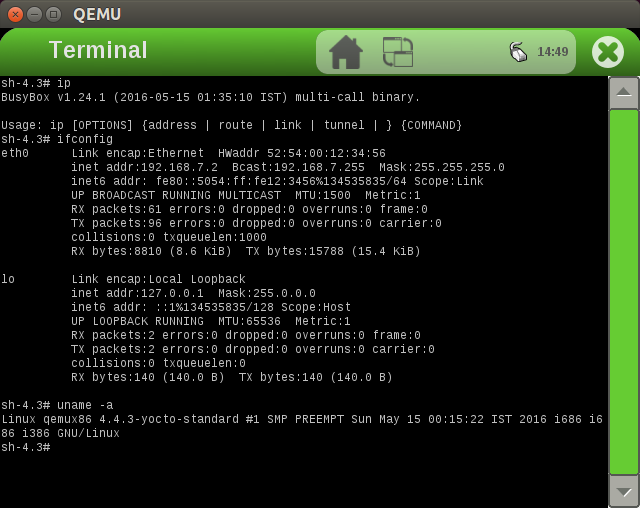 QEMU
Terminal
14:49
sh-4.3# ip
BusyBox v1.24.1 (2016-05-15 01:35:10 IST) multi-call binary.
Usage: ip [OPTIONS] {address | route | link | tunnel | } {COMMAND}
sh-4.3# ifconfig
eth0      Link encap:Ethernet  HWaddr 52:54:00:12:34:56
          inet addr:192.168.7.2  Bcast:192.168.7.255  Mask:255.255.255.0
          inet6 addr: fe80::5054:ff:fe12:3456%134535835/64 Scope:Link
          UP BROADCAST RUNNING MULTICAST  MTU:1500  Metric:1
          RX packets:61 errors:0 dropped:0 overruns:0 frame:0
          TX packets:96 errors:0 dropped:0 overruns:0 carrier:0
          collisions:0 txqueuelen:1000
          RX bytes:8810 (8.6 KiB)  TX bytes:15788 (15.4 KiB)
lo        Link encap:Local Loopback
          inet addr:127.0.0.1  Mask:255.0.0.0
          inet6 addr: ::1%134535835/128 Scope:Host
          UP LOOPBACK RUNNING  MTU:65536  Metric:1
          RX packets:2 errors:0 dropped:0 overruns:0 frame:0
          TX packets:2 errors:0 dropped:0 overruns:0 carrier:0
          collisions:0 txqueuelen:0
          RX bytes:140 (140.0 B)  TX bytes:140 (140.0 B)
sh-4.3# uname -a
Linux qemux86 4.4.3-yocto-standard #1 SMP PREEMPT Sun May 15 00:15:22 IST 2016 i686 i6
86 i386 GNU/Linux
sh-4.3#